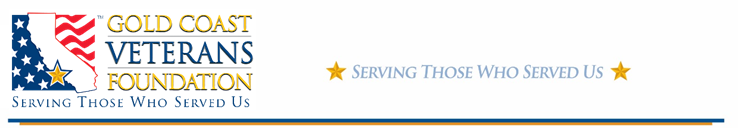 GOLD COAST
VETERANS
FOUNDATION
SERVING THOSE WHO SERVED US
SERVING THOSE WHO SERVED US